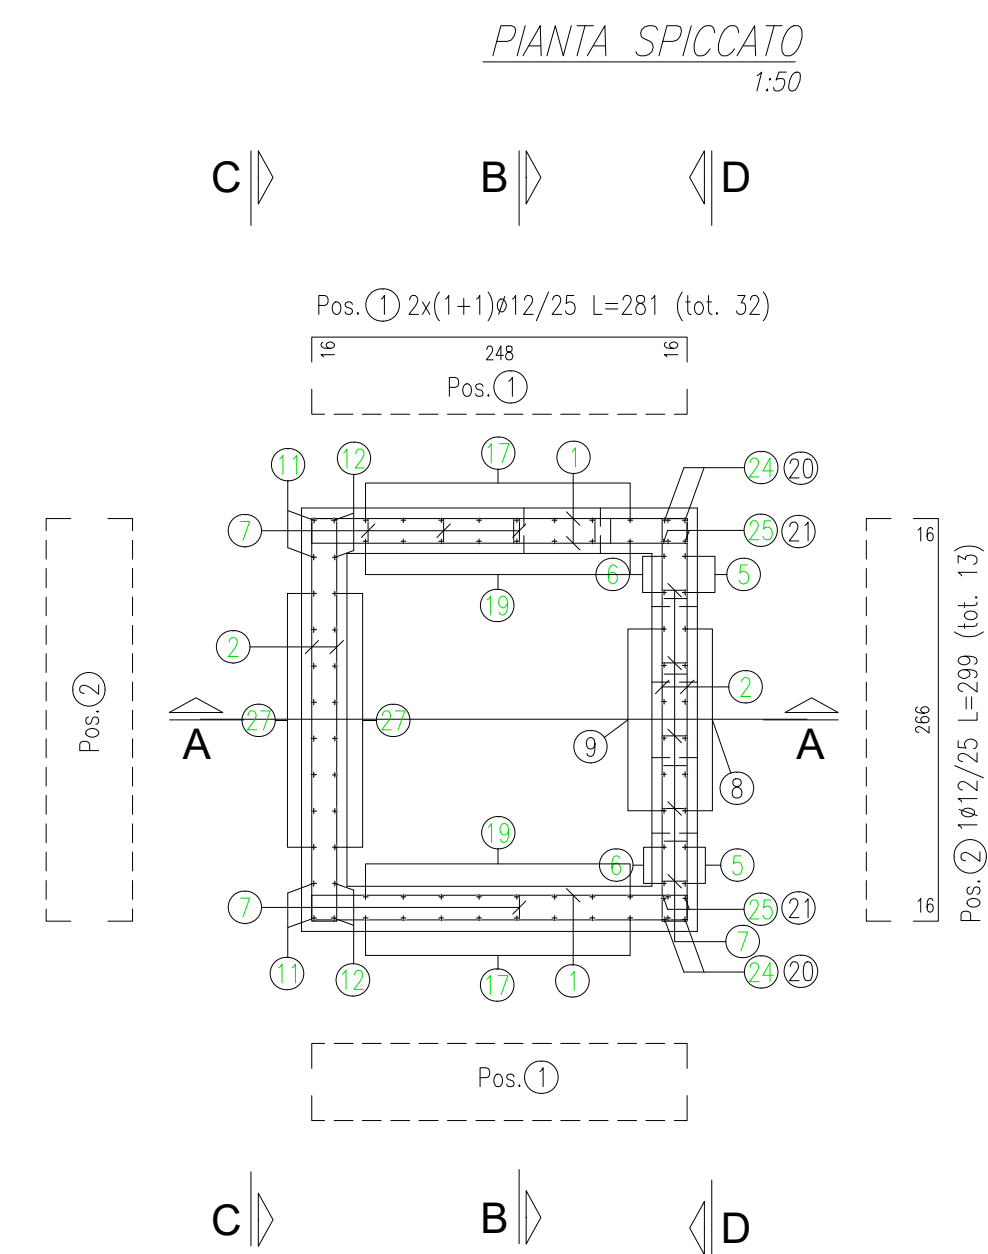 PIANTA SPICCATO
1:50
C B D
Pos. 1 2x(1+1)ø12/25 L=281 (tot. 32)
16 248 16
Pos. 1
11 12 17 1 24 20
7 25 21
6 5
19
2 2
Pos. 2
27 27
A A
9
8
16
266
16
Pos. 2 1ø12/25 L=299 (tot. 13)
19
6 5
7 25 21
7
11 12 17 1 24 20
Pos. 1
C B D